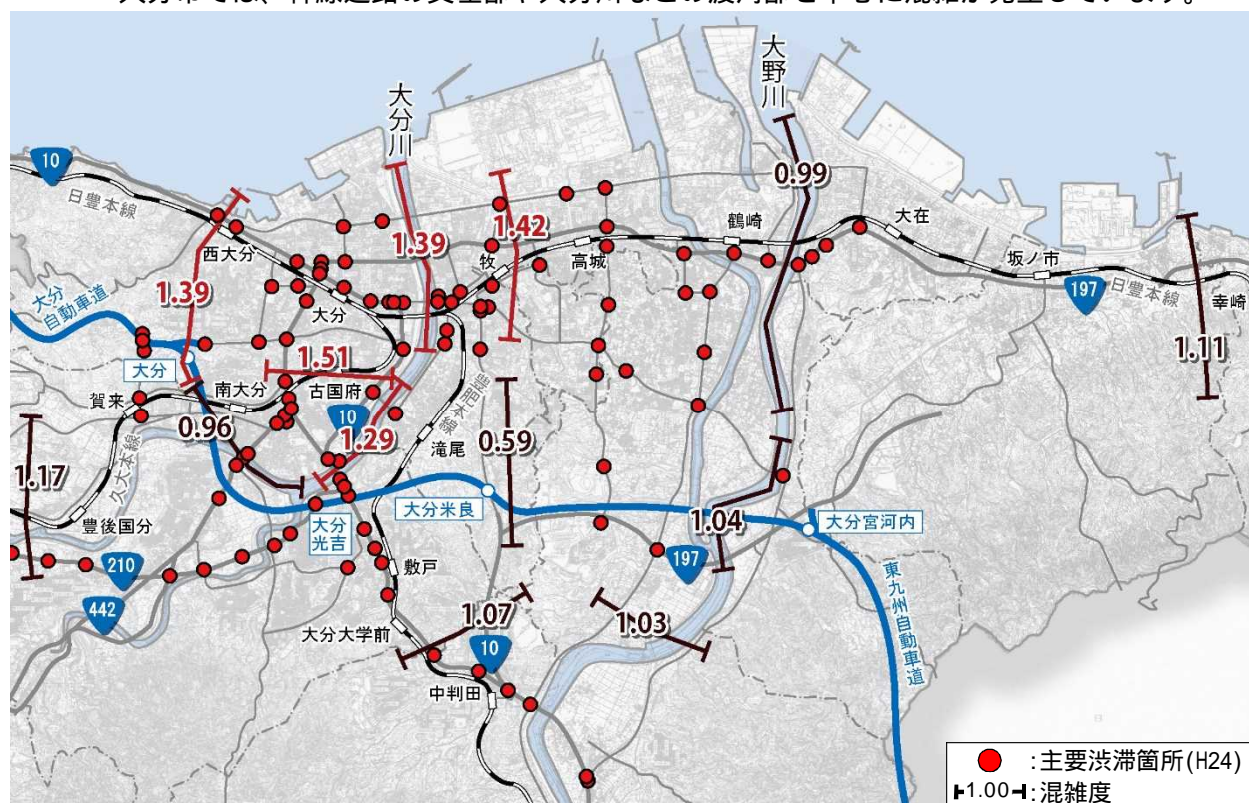 大分市では、幹線道路の交差部や大分川などの渡河部を中心に混雑が発生しています。
大野川
大分川
0.99
10
日豊本線
1.42
鶴崎
大在
西大分
1.39
牧
高城
坂ノ市
197
日豊本線
幸崎
1.39
大分
自動車道
大分
1.11
大分
1.51
南大分
古国府
豊肥本線
賀来
10
0.96
1.29
滝尾
0.59
1.17
久大本線
豊後国分
大分
光吉
大分米良
1.04
大分宮河内
210
197
442
敷戸
東九州自動車道
1.07
1.03
大分大学前
10
中判田
:主要渋滞箇所(H24)
1.00
:混雑度